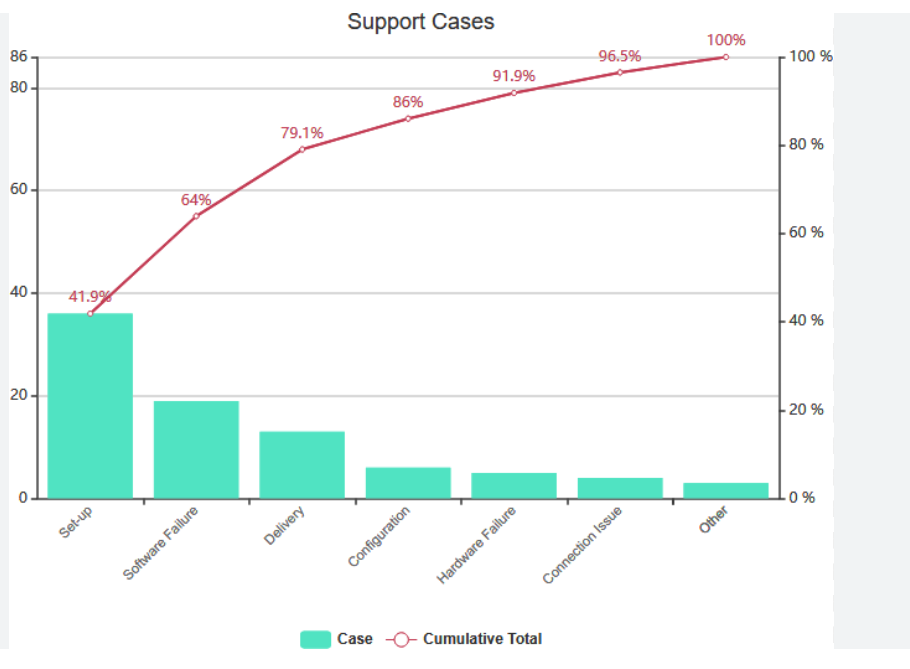 Support Cases
86
80
60
40
20
0
100 %
80 %
60 %
40 %
20 %
0 %
41.9%
64%
79.1%
86%
91.9%
96.5%
100%
Set-up
Software Failure
Delivery
Configuration
Hardware Failure
Connection Issue
Other
Case
Cumulative Total